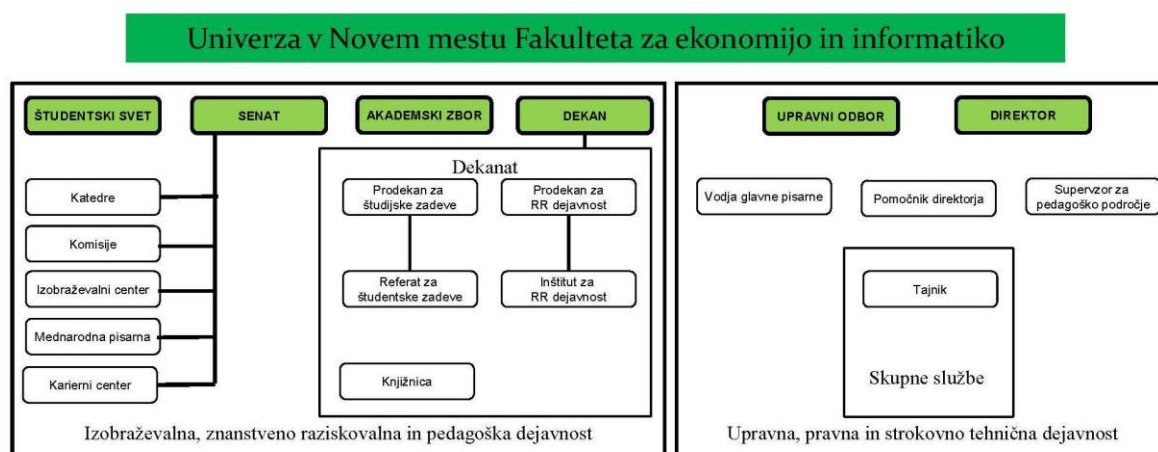 Univerza v Novem mestu Fakulteta za ekonomijo in informatiko
ŠTUDENTSKI SVET
SENAT
AKADEMSKI ZBOR
DEKAN
Katedre
Komisije
Izobraževalni center
Mednarodna pisarna
Karierni center
Dekanat
Prodekan za
študijske zadeve
Prodekan za
RR dejavnost
Referat za
študentske zadeve
Inštitut za
RR dejavnost
Knjižnica
Izobraževalna, znanstveno raziskovalna in pedagoška dejavnost
UPRAVNI ODBOR
DIREKTOR
Vodja glavne pisarne
Pomočnik direktorja
Supervzor za
pedagoško področje
Tajnik
Skupne službe
Upravna, pravna in strokovno tehnična dejavnost